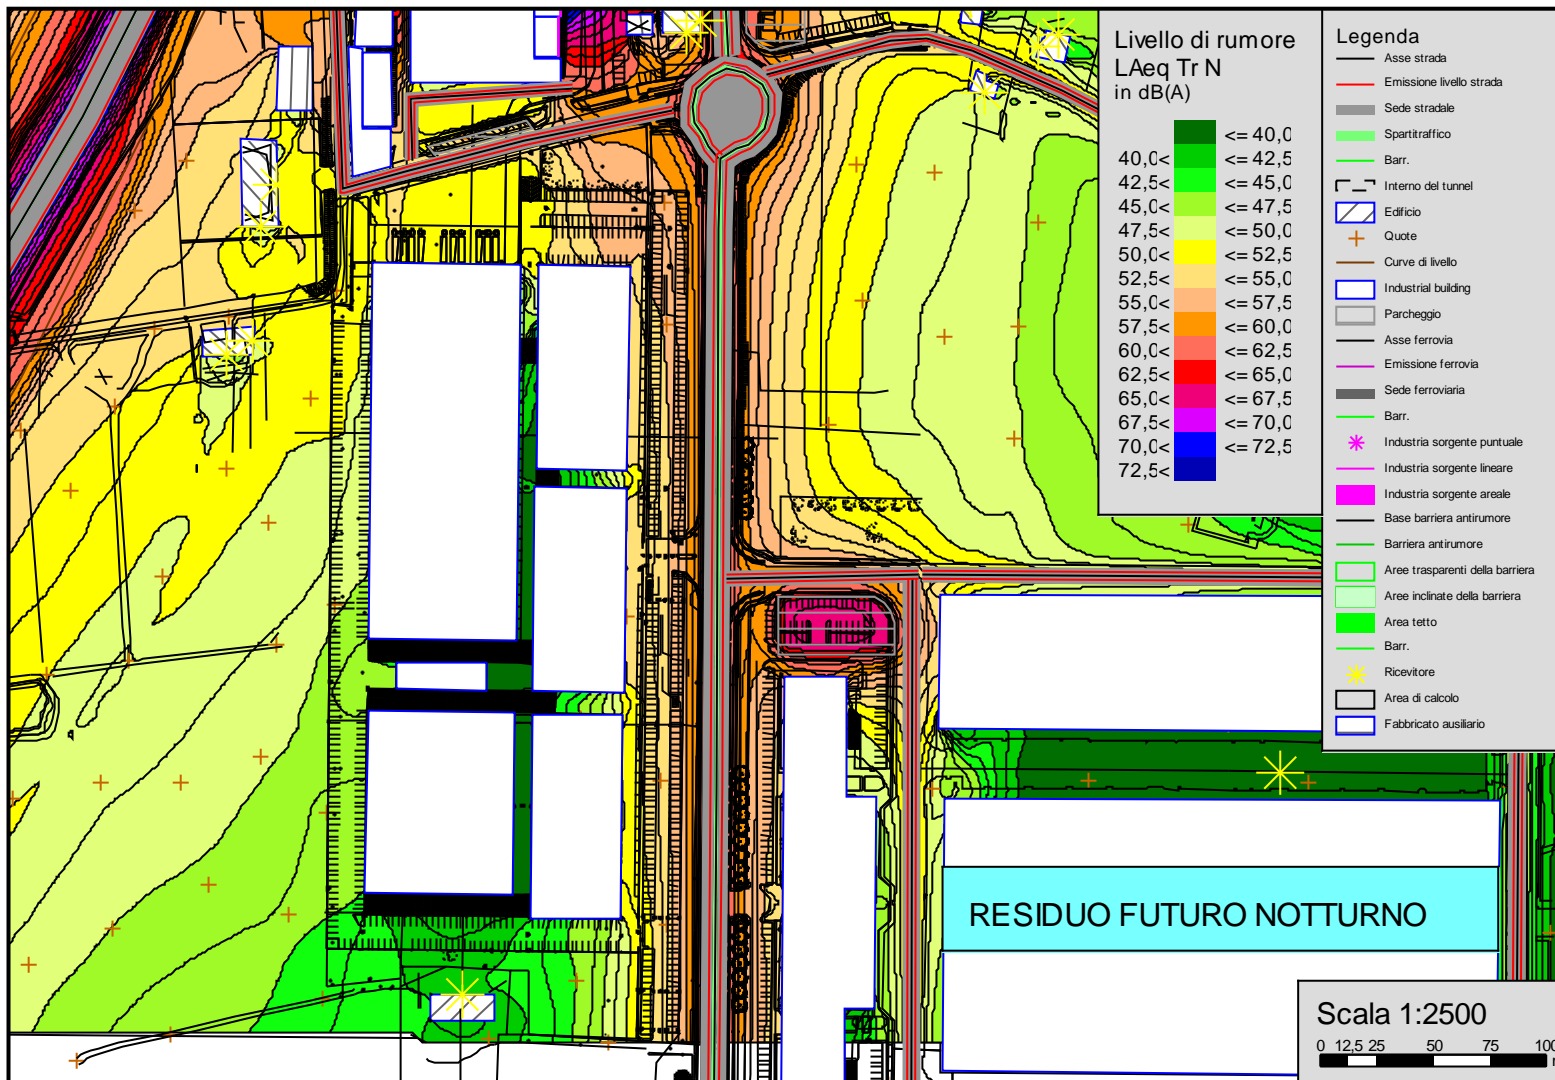 Livello di rumore
LAeq Tr N
in dB(A)
<= 40,0
40,0< <= 42,5
42,5< <= 45,0
45,0< <= 47,5
47,5< <= 50,0
50,0< <= 52,5
52,5< <= 55,0
55,0< <= 57,5
57,5< <= 60,0
60,0< <= 62,5
62,5< <= 65,0
65,0< <= 67,5
67,5< <= 70,0
70,0< <= 72,5
72,5<
Legenda
Asse strada
Emissione livello strada
Sede stradale
Spartitraffico
Barr.
Interno del tunnel
Edificio
Quote
Curve di livello
Industrial building
Parcheggio
Asse ferrovia
Emissione ferrovia
Sede ferroviaria
Barr.
Industria sorgente puntuale
Industria sorgente lineare
Industria sorgente areale
Base barriera antirumore
Barriera antirumore
Aree trasparenti della barriera
Aree inclinate della barriera
Area tetto
Barr.
Ricevitore
Area di calcolo
Fabbricato ausiliario
RESIDUO FUTURO NOTTURNO
Scala 1:2500
0 12,5 25 50 75 100